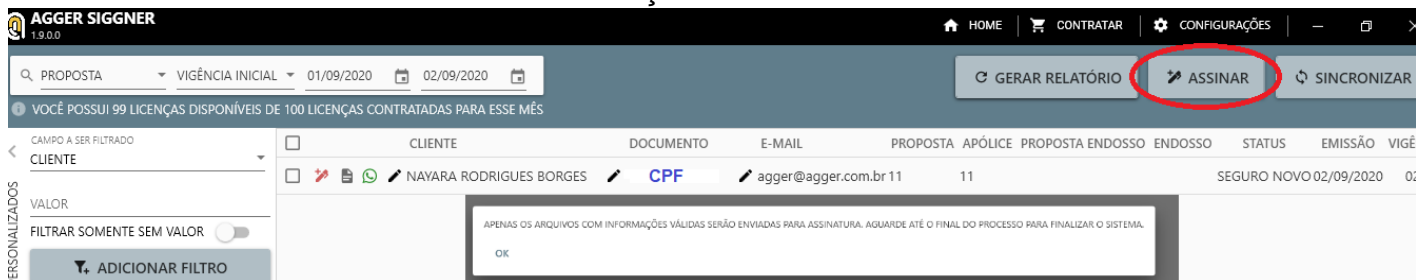 AGGER SIGGNER
1.9.0.0
HOME
CONTRATAR
CONFIGURAÇÕES
PROPOSTA
VIGÊNCIA INICIAL
01/09/2020
02/09/2020
GERAR RELATÓRIO
ASSINAR
SINCRONIZAR
VOCÊ POSSUI 99 LICENÇAS DISPONÍVEIS DE 100 LICENÇAS CONTRATADAS PARA ESSE MÊS
CAMPO A SER FILTRADO
CLIENTE
CLIENTE DOCUMENTO E-MAIL PROPOSTA APÓLICE PROPOSTA ENDOSSO ENDOSSO STATUS EMISSÃO VIGÊ
NAYARA RODRIGUES BORGES CPF agger@agger.com.br 11 11 SEGURO NOVO 02/09/2020 02
VALOR
FILTRAR SOMENTE SEM VALOR
ADICIONAR FILTRO
ERSONALIZADOS
APENAS OS ARQUIVOS COM INFORMAÇÕES VÁLIDAS SERÃO ENVIADAS PARA ASSINATURA. AGUARDE ATÉ O FINAL DO PROCESSO PARA FINALIZAR O SISTEMA.
OK